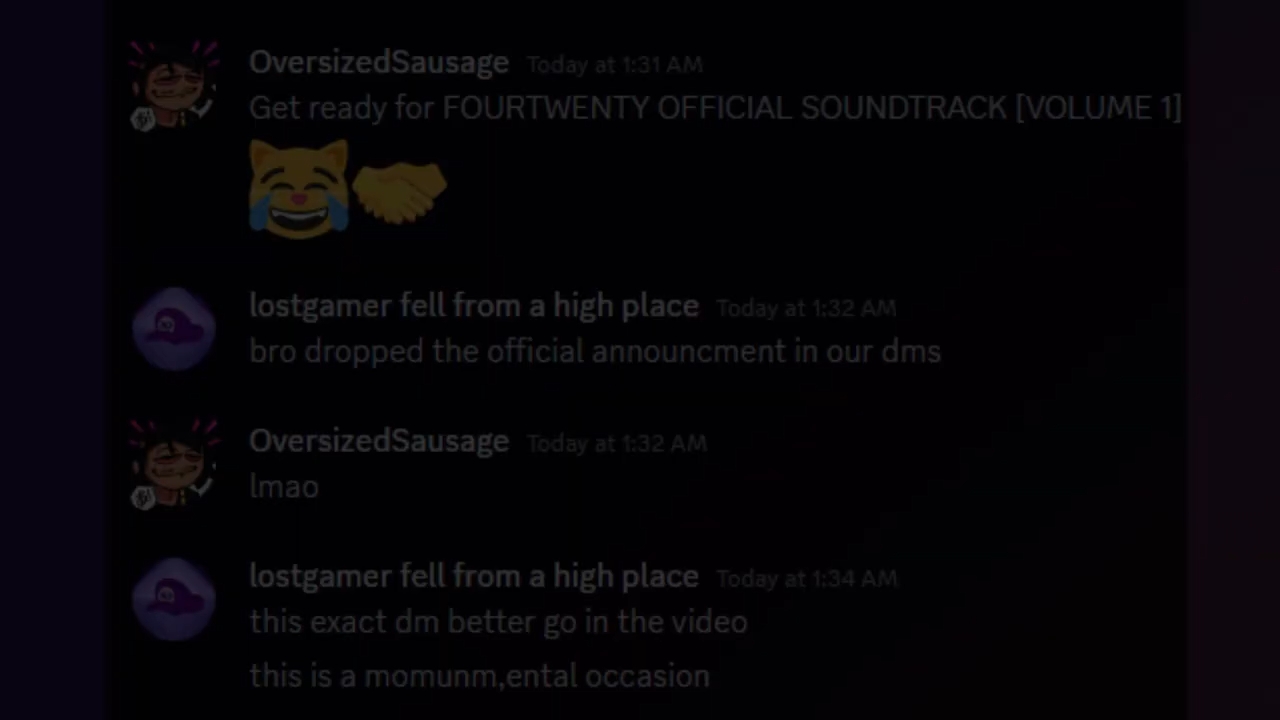 OversizedSausage Today at 1:31 AM
Get ready for FOURTWENTY OFFICIAL SOUNDTRACK [VOLUME 1]
lostgamer fell from a high place Today at 1:32 AM
bro dropped the official announcment in our dms
OversizedSausage Today at 1:32 AM
lmao
lostgamer fell from a high place Today at 1:34 AM
this exact dm better go in the video
this is a momunm,ental occasion